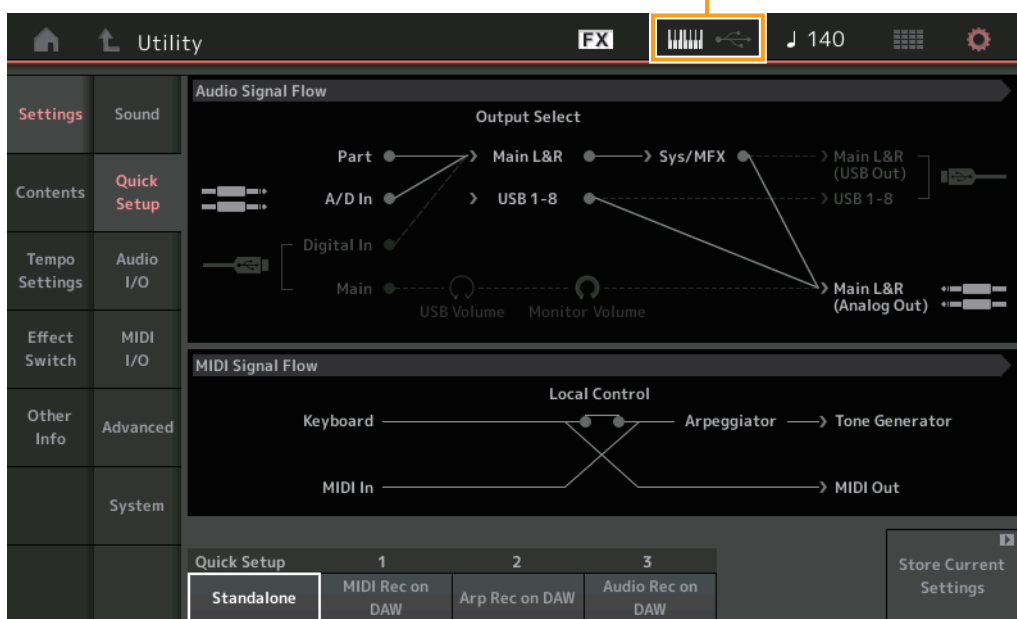 Utility
FX
140
Settings
Sound
Contents
Quick
Setup
Tempo
Settings
Audio
I/O
Effect
Switch
MIDI
I/O
Other
Info
Advanced
System
Audio Signal Flow
Output Select
Part
Main L&R
Sys/MFX
Main L&R
(USB Out)
A/D In
USB 1-8
USB 1-8
Digital In
Main
USB Volume
Monitor Volume
Main L&R
(Analog Out)
MIDI Signal Flow
Local Control
Keyboard
Arpeggiator
Tone Generator
MIDI In
MIDI Out
Quick Setup
1
2
3
Standalone
MIDI Rec on
DAW
Arp Rec on DAW
Audio Rec on
DAW
Store Current
Settings